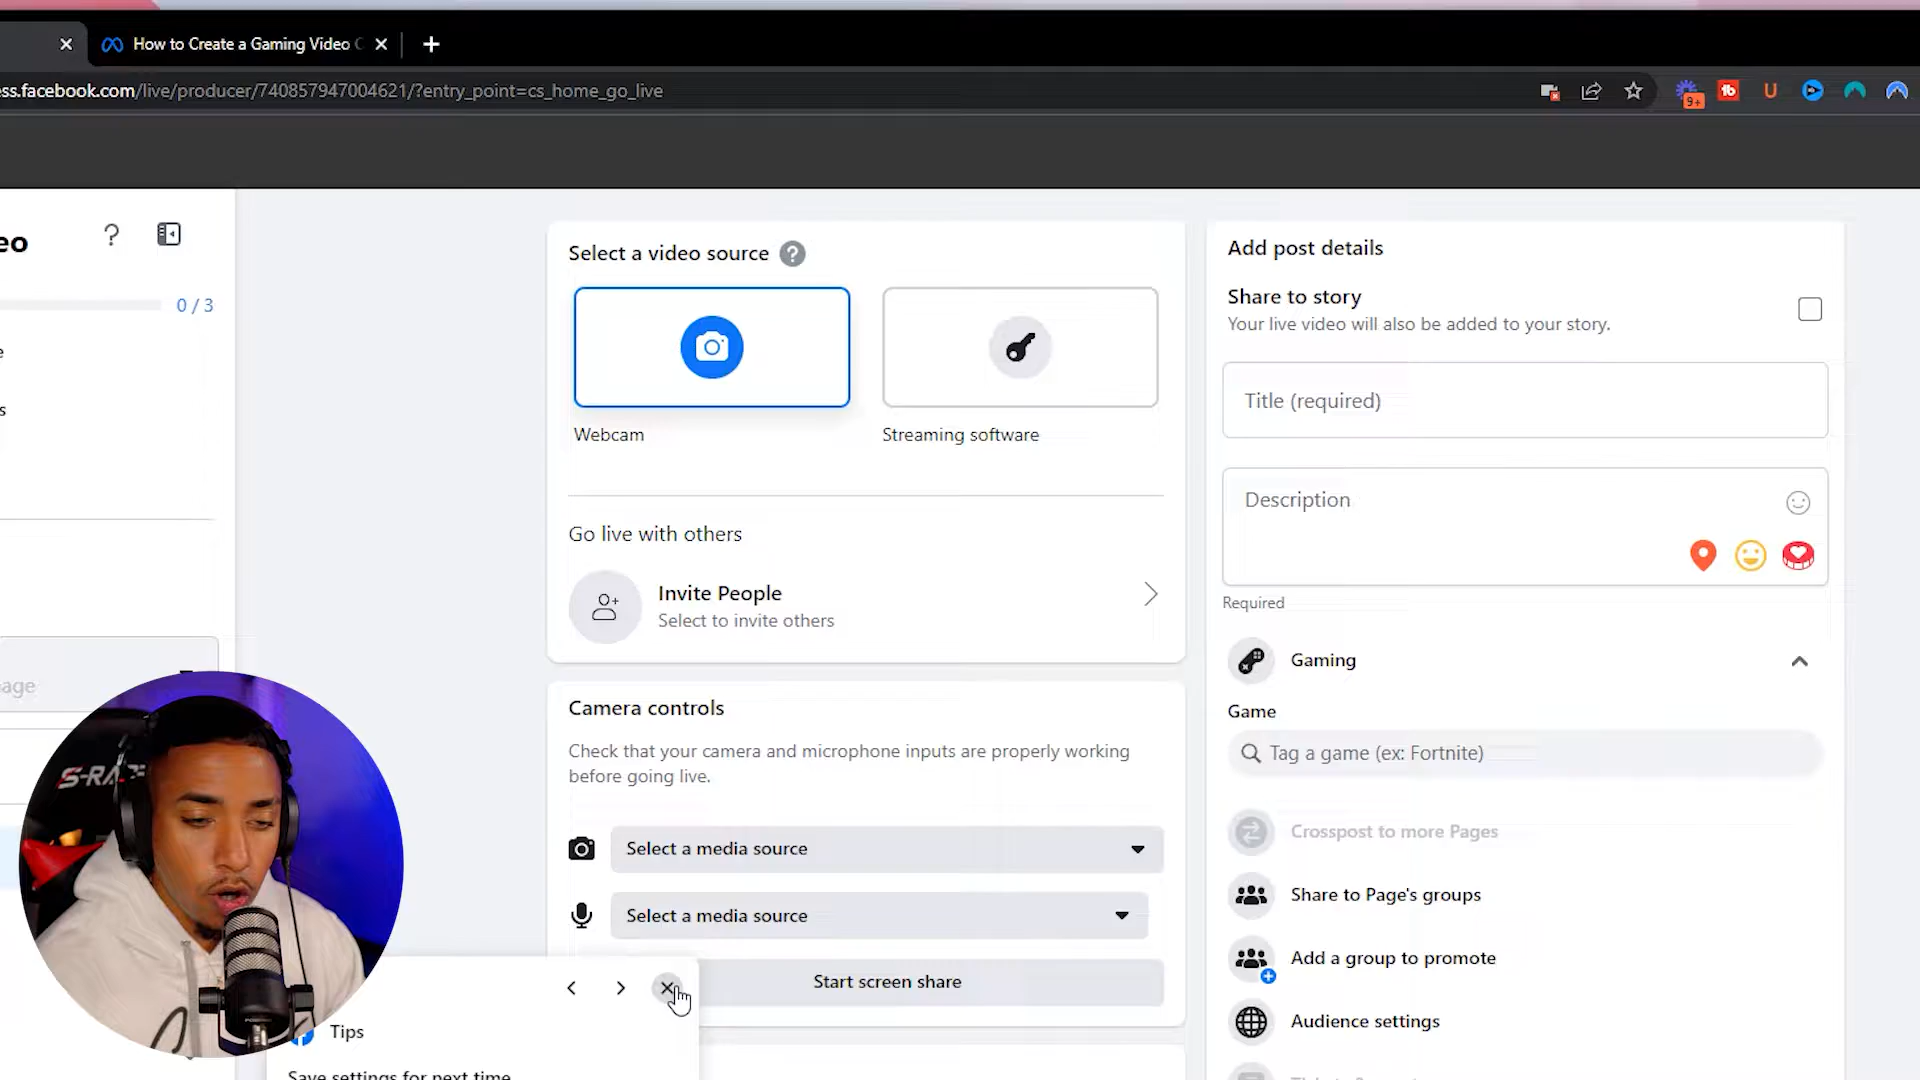 How to Create a Gaming Video C
ss.facebook.com/live/producer/740857947004621/?entry_point=cs_home_go_live
9+
tb
U
eo
0 / 3
e
s
age
Select a video source
Webcam
Streaming software
Go live with others
Invite People
Select to invite others
Camera controls
Check that your camera and microphone inputs are properly working
before going live.
Select a media source
Select a media source
Start screen share
Tips
Save settings for next time
Add post details
Share to story
Your live video will also be added to your story.
Title (required)
Description
Required
Gaming
Game
Tag a game (ex: Fortnite)
Crosspost to more Pages
Share to Page's groups
Add a group to promote
Audience settings